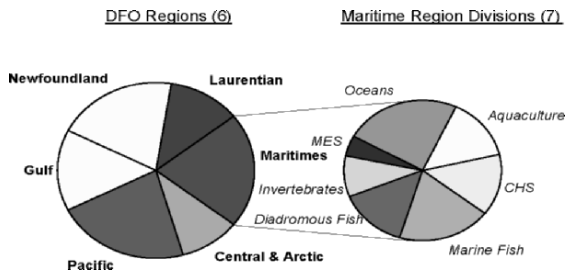 DFO Regions (6)
Maritime Region Divisions (7)
Newfoundland
Laurentian
Maritimes
Central & Arctic
Pacific
Gulf
Oceans
Aquaculture
CHS
Marine Fish
Diadromous Fish
Invertebrates
MES